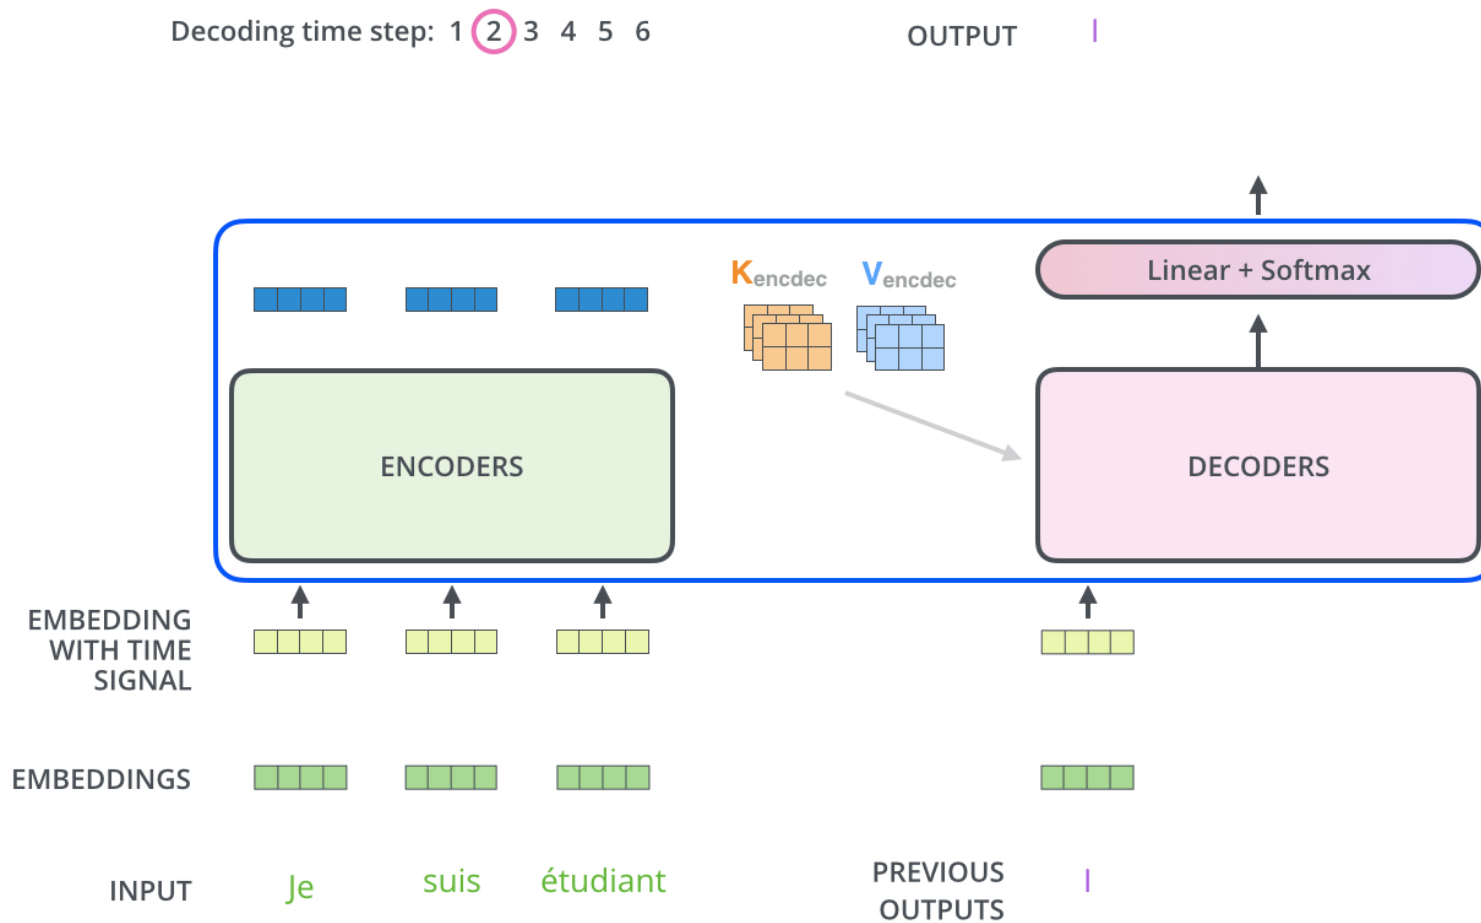 Decoding time step: 1 2 3 4 5 6
OUTPUT I
Kencdec Vencdec
Linear + Softmax
ENCODERS
DECODERS
EMBEDDING
WITH TIME
SIGNAL
EMBEDDINGS
INPUT Je suis étudiant
PREVIOUS
OUTPUTS
I